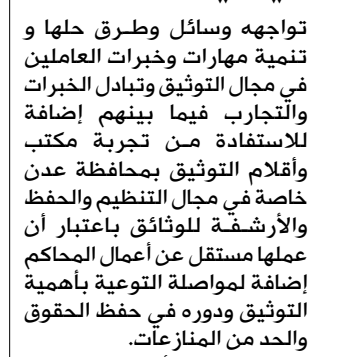 تواجهه وسائل وطرق حلها و
تنمية مهارات وخبرات العاملين
في مجال التوثيق وتبادل الخبرات
والتجارب فيما بينهم إضافة
للاستفادة من تجربة مكتب
وأقلام التوثيق بمحافظة عدن
خاصة في مجال التنظيم والحفظ
والأرشفة للوثائق باعتبار أن
عملها مستقل عن أعمال المحاكم
إضافة لمواصلة التوعية بأهمية
التوثيق ودوره في حفظ الحقوق
والحد من المنازعات.